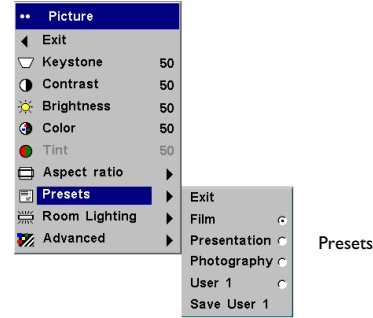 Picture
Exit
Keystone 50
Contrast 50
Brightness 50
Color 50
Tint 50
Aspect ratio
Presets
Room Lighting
Advanced
Exit
Film
Presentation
Photography
User 1
Save User 1
Presets